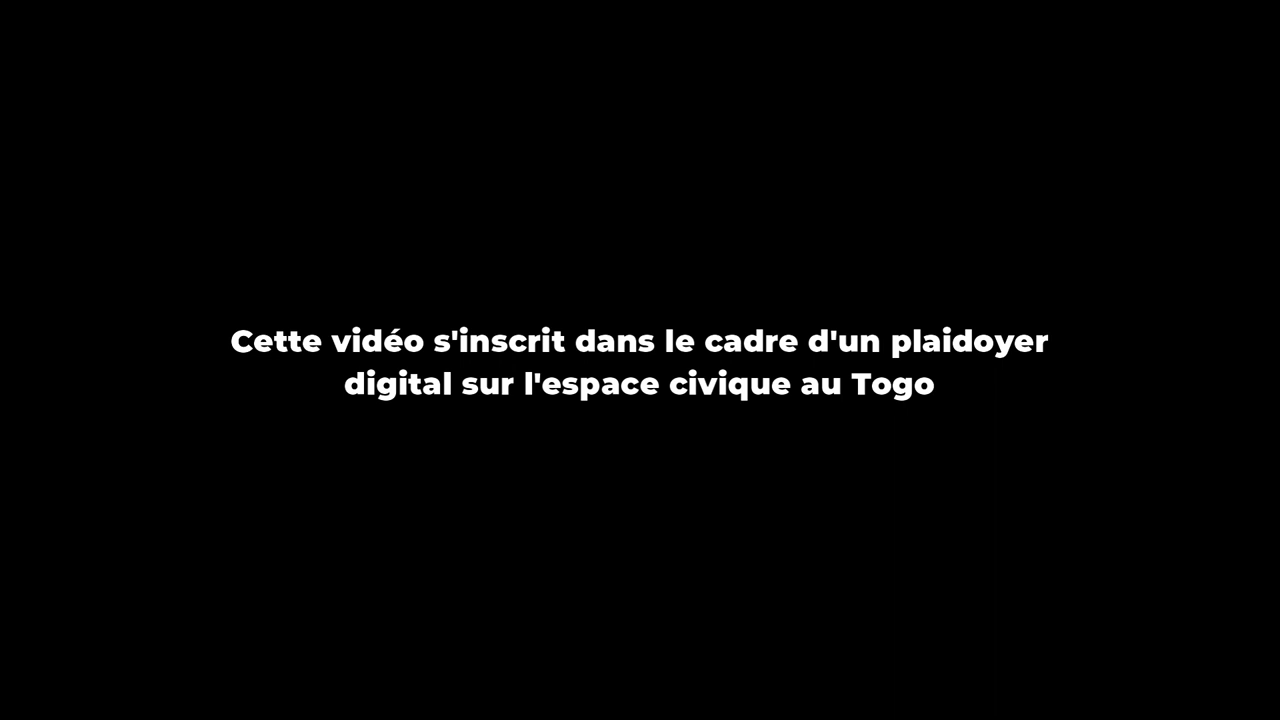 Cette vidéo s'inscrit dans le cadre d'un plaidoyer
digital sur l'espace civique au Togo